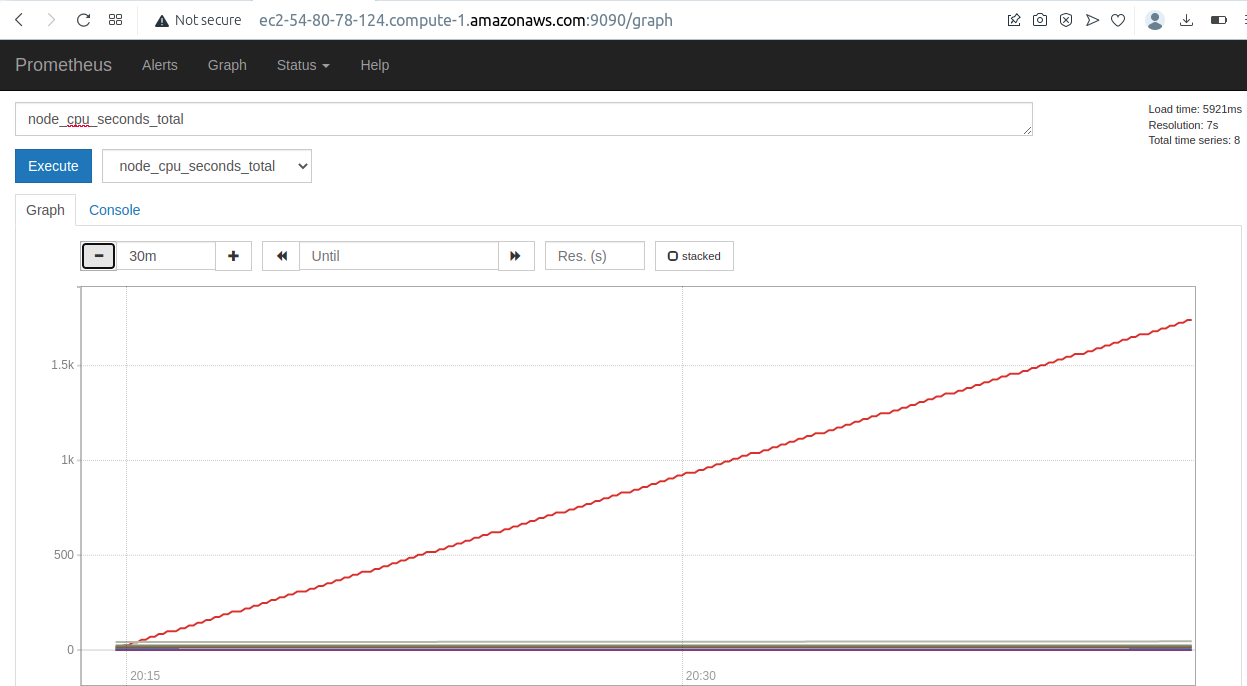 Not secure ec2-54-80-78-124.compute-1.amazonaws.com:9090/graph
Prometheus Alerts Graph Status Help
node_cpu_seconds_total
Load time: 5921ms
Resolution: 7s
Total time series: 8
Execute node_cpu_seconds_total
Graph Console
30m Until Res. (s) stacked
1.5k
1k
500
0
20:15 20:30